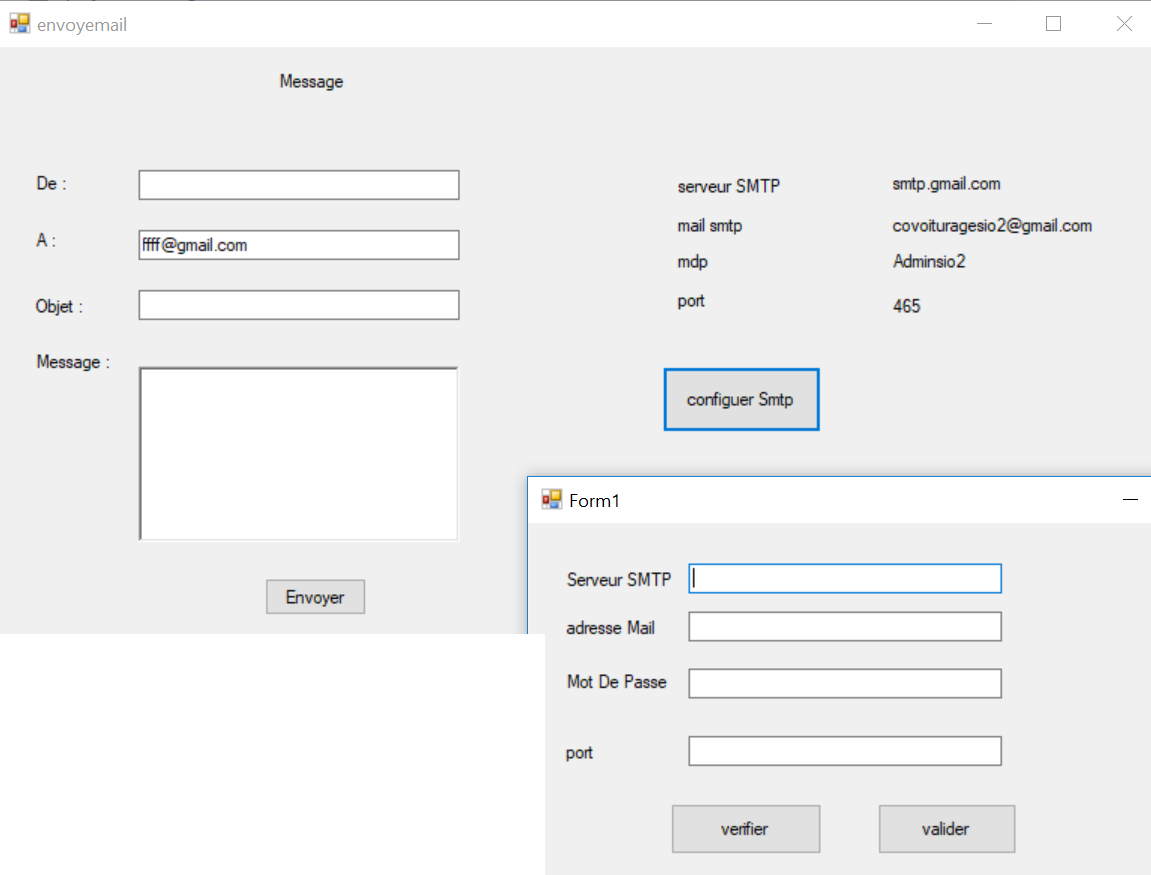 envoyemail
Message
De :
serveur SMTP
smtp.gmail.com
A :
ffff@gmail.com
mail smtp
covoituragesio2@gmail.com
mdp
Adminsio2
Objet :
port
465
Message :
configuer Smtp
Envoyer
Form1
Serveur SMTP
adresse Mail
Mot De Passe
port
verifier
valider